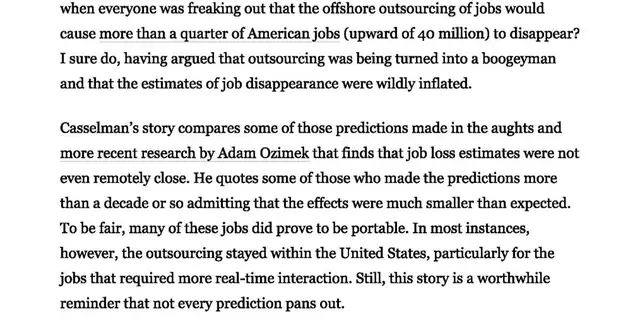 when everyone was freaking out that the offshore outsourcing of jobs would
cause more than a quarter of American jobs (upward of 40 million) to disappear?
I sure do, having argued that outsourcing was being turned into a boogeyman
and that the estimates of job disappearance were wildly inflated.
Casselman’s story compares some of those predictions made in the aughts and
more recent research by Adam Ozimek that finds that job loss estimates were not
even remotely close. He quotes some of those who made the predictions more
than a decade or so admitting that the effects were much smaller than expected.
To be fair, many of these jobs did prove to be portable. In most instances,
however, the outsourcing stayed within the United States, particularly for the
jobs that required more real-time interaction. Still, this story is a worthwhile
reminder that not every prediction pans out.